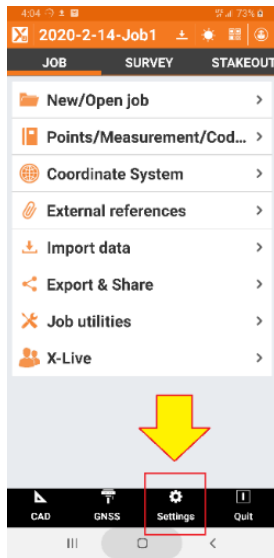 4:04
73%
2020-2-14-Job1
JOB SURVEY STAKEOUT
New/Open job
Points/Measurement/Cod...
Coordinate System
External references
Import data
Export & Share
Job utilities
X-Live
CAD GNSS Settings Quit